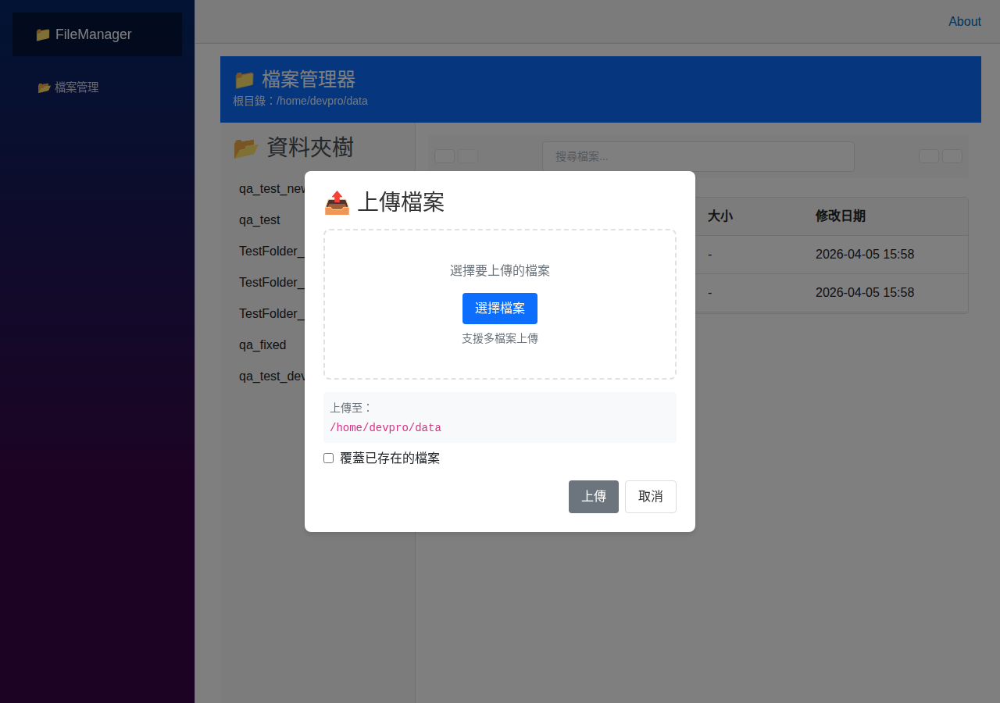 FileManager
About
檔案管理
檔案管理器
根目錄：/home/devpro/data
資料夾樹
搜尋檔案...
qa_test_new
qa_test
TestFolder_
TestFolder_
TestFolder_
qa_fixed
qa_test_dev
大小 修改日期
- 2026-04-05 15:58
- 2026-04-05 15:58
上傳檔案
選擇要上傳的檔案
選擇檔案
支援多檔案上傳
上傳至：
/home/devpro/data
覆蓋已存在的檔案
上傳 取消